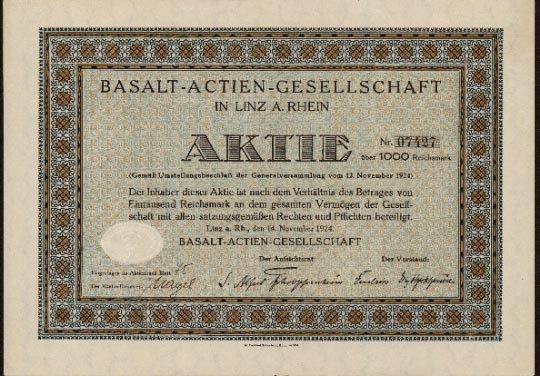 BASALT-ACTIEN-GESELLSCHAFT
IN LINZ A. RHEIN
AKTIE
Nr. 07427
über 1000 Reichsmark
(Gemäß Umstellungsbeschluß der Generalversammlung vom 12. November 1924)
Der Inhaber dieser Aktie ist nach dem Verhältnis des Betrages von
Eintausend Reichsmark an dem gesamten Vermögen der Gesell-
schaft mit allen satzungsgemäßen Rechten und Pflichten beteiligt.
Linz a. Rh., den 14. November 1924.
BASALT-ACTIEN-GESELLSCHAFT
Der Aufsichtsrat
Der Vorstand: